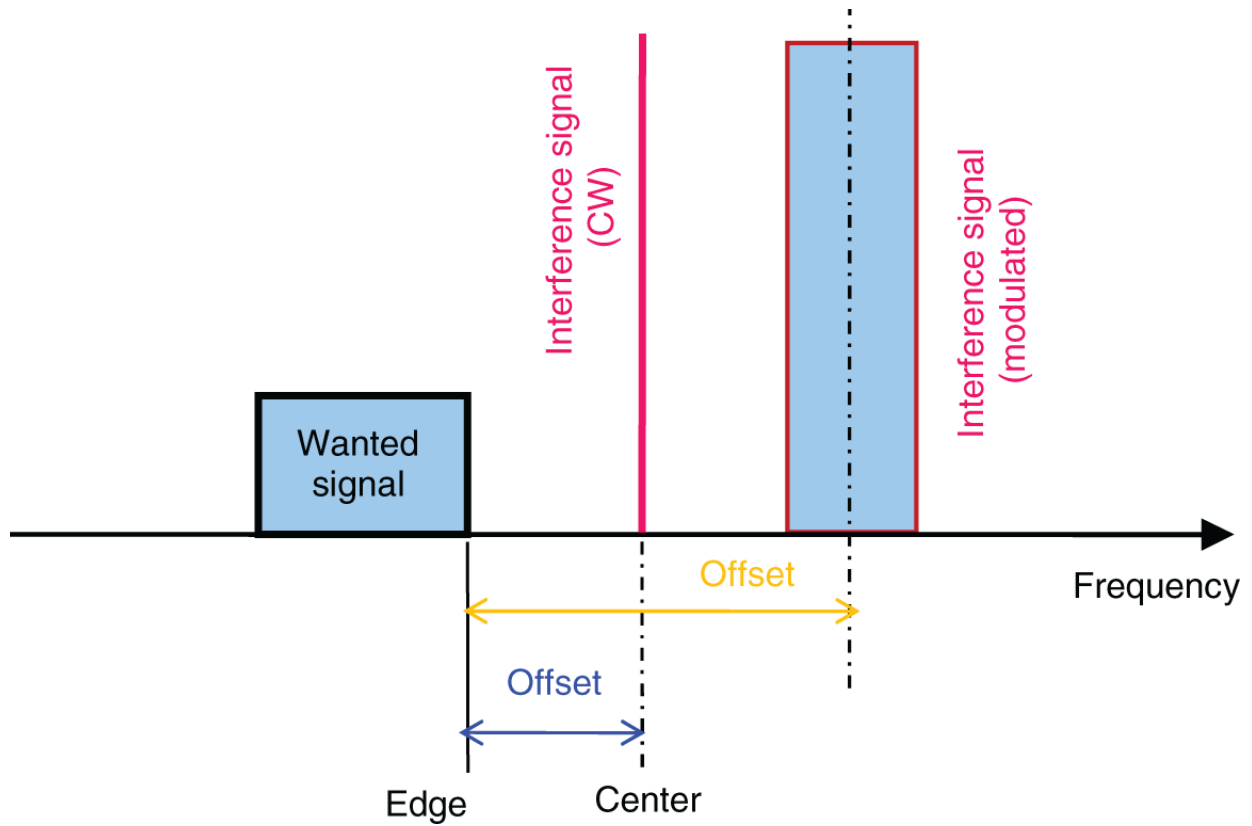 Interference signal
(CW)
Interference signal
(modulated)
Wanted
signal
Offset
Frequency
Offset
Edge
Center